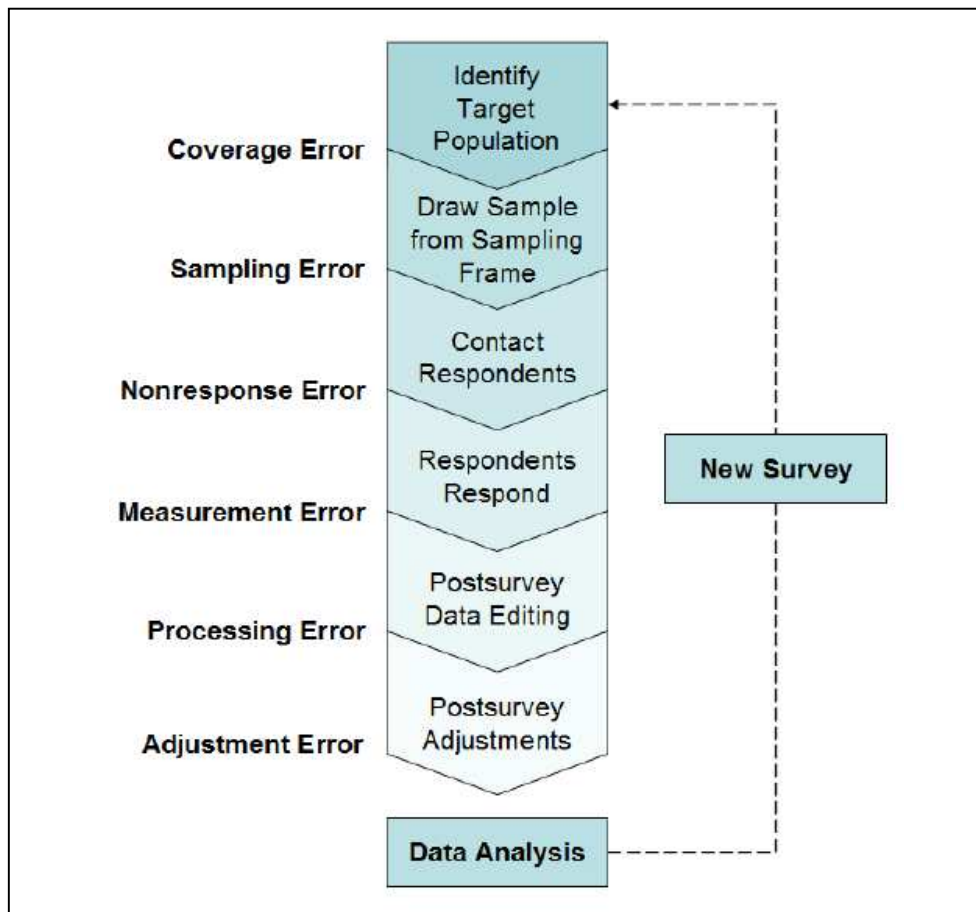 Identify
Target
Population
Coverage Error
Draw Sample
from Sampling
Frame
Sampling Error
Contact
Respondents
Nonresponse Error
Respondents
Respond
New Survey
Measurement Error
Postsurvey
Data Editing
Processing Error
Postsurvey
Adjustments
Adjustment Error
Data Analysis